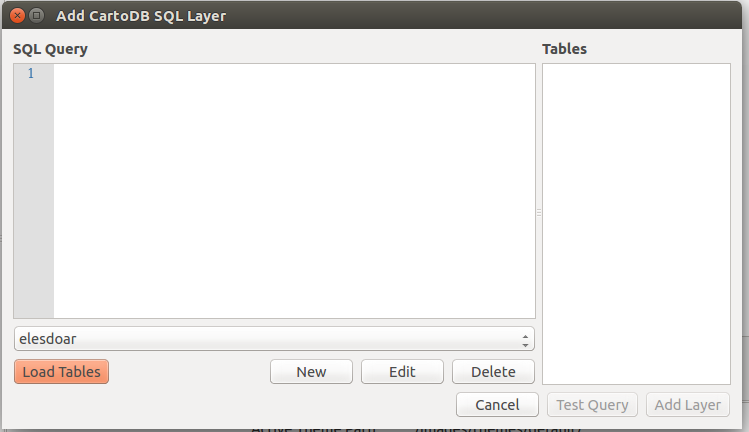 Add CartoDB SQL Layer
SQL Query
Tables
1
elesdoar
Load Tables
New
Edit
Delete
Cancel
Test Query
Add Layer